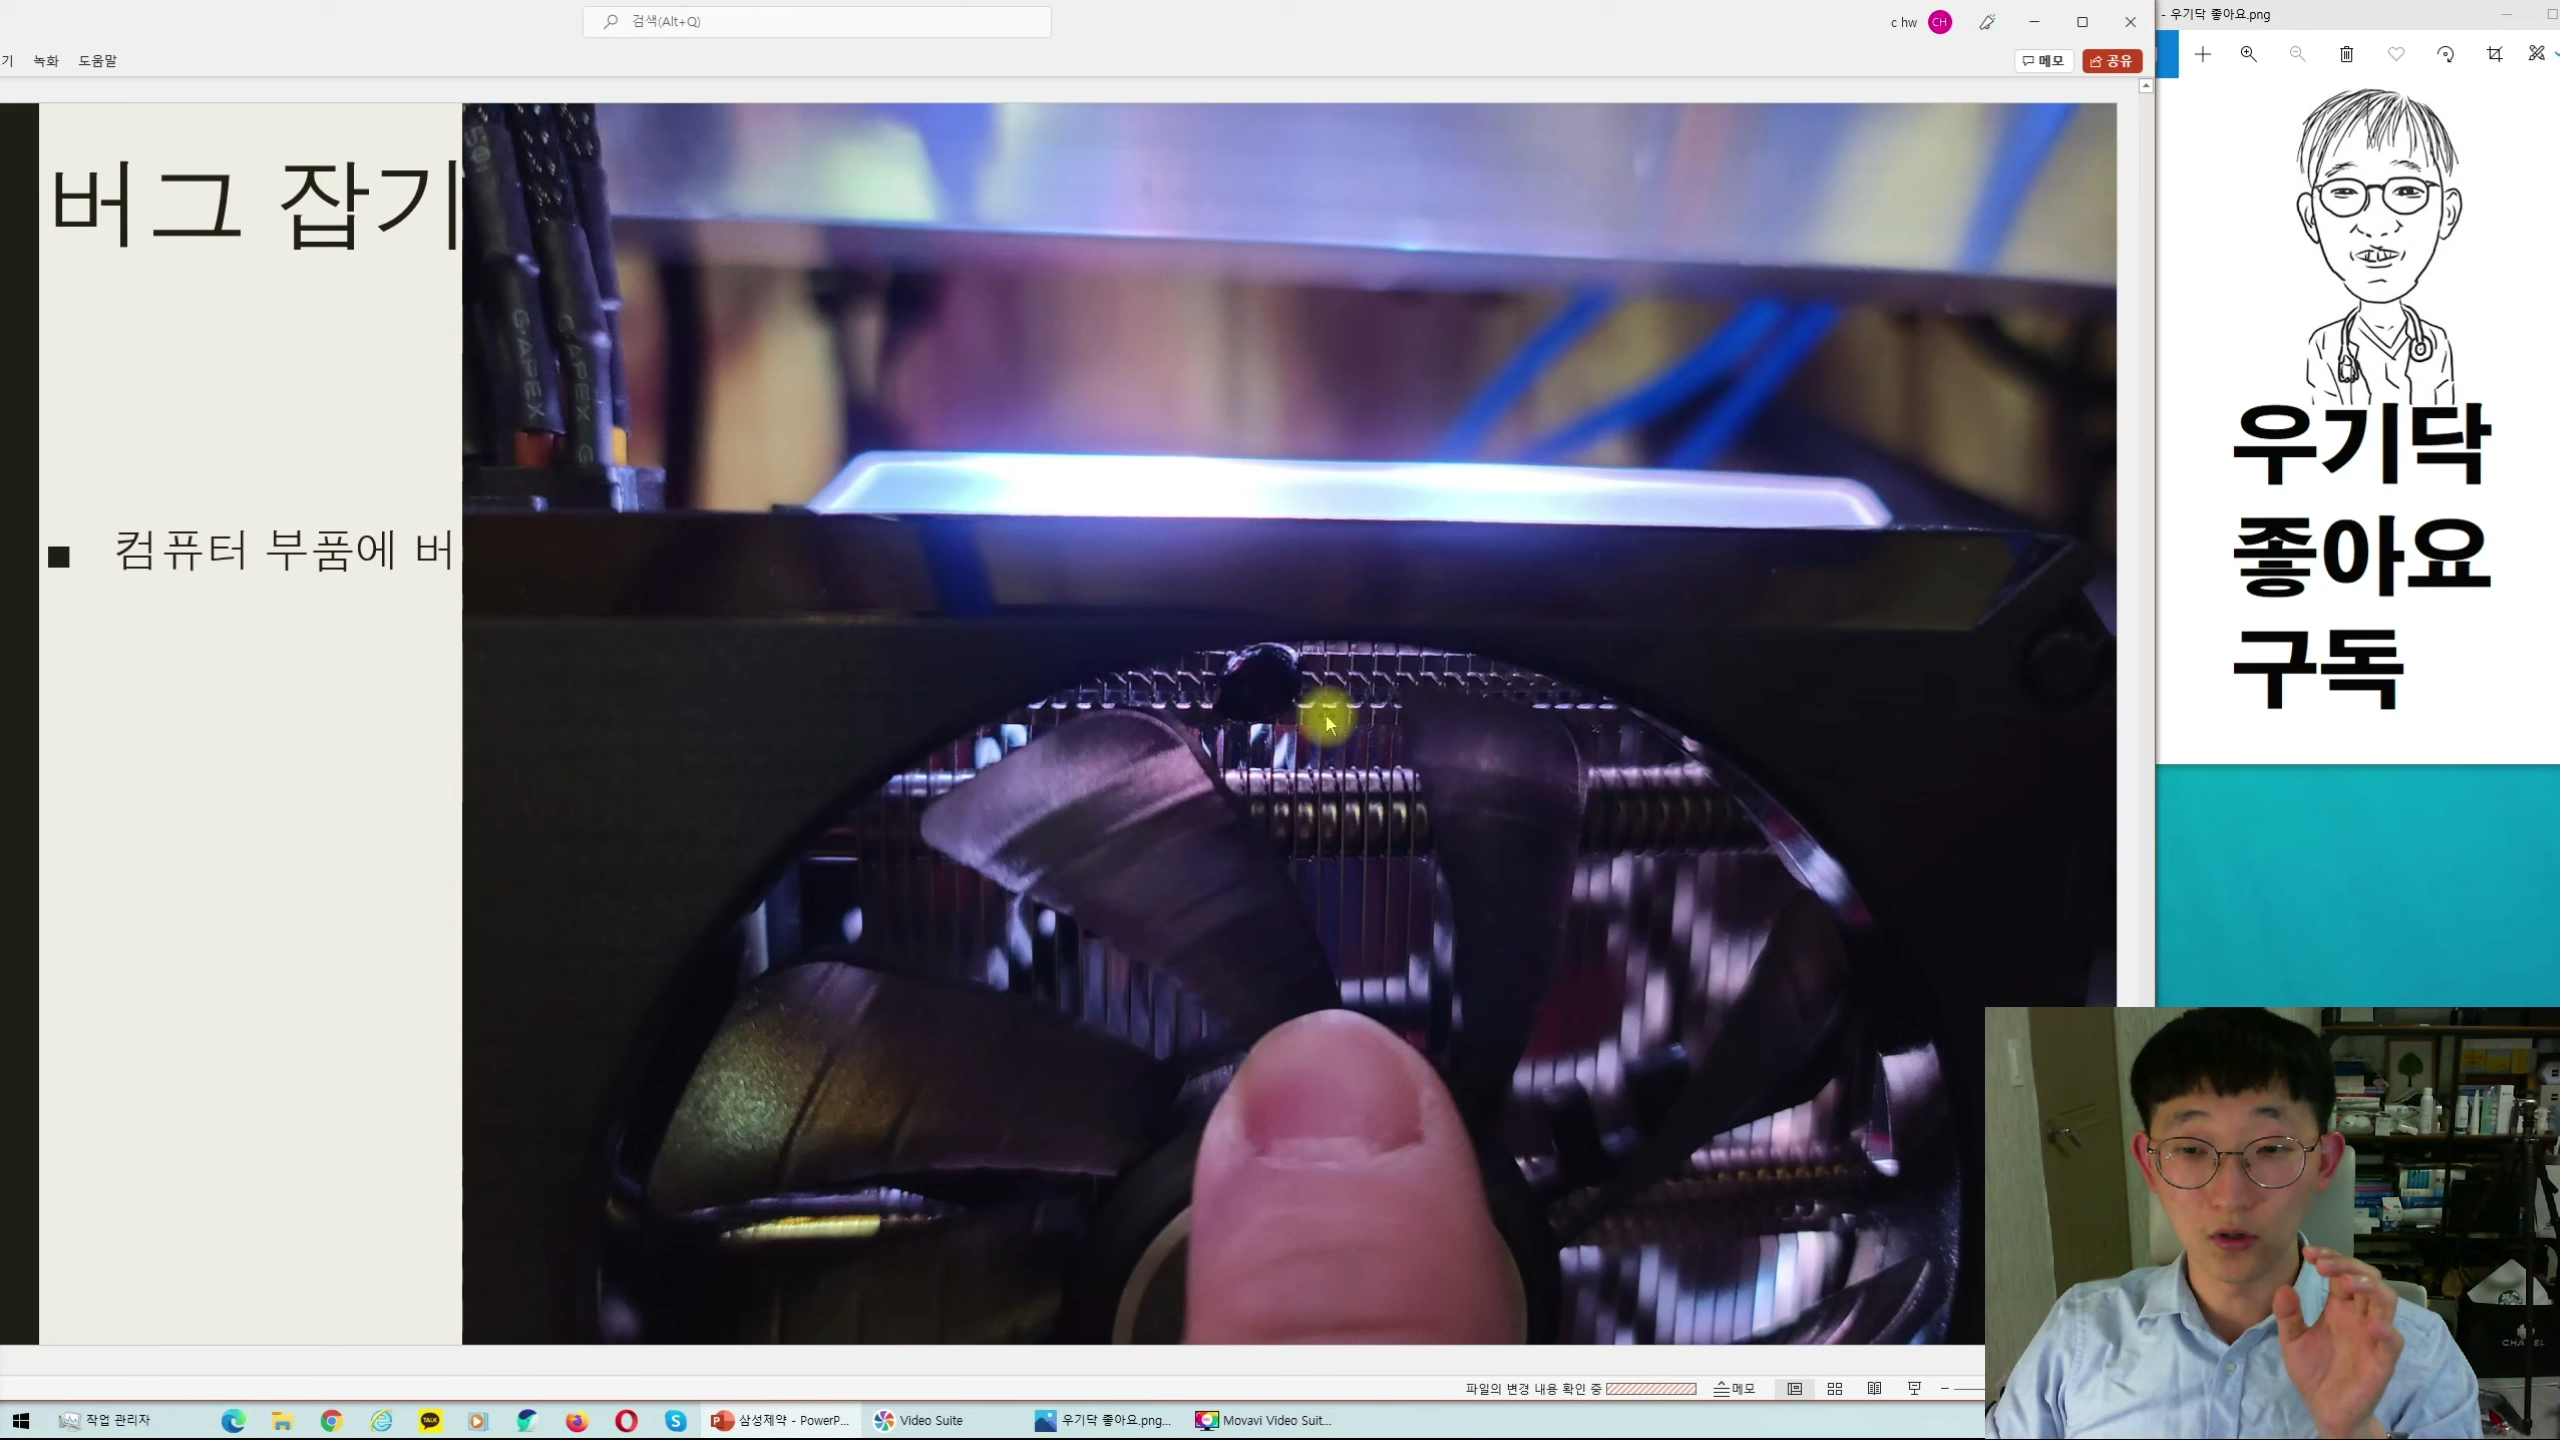 검색(Alt+Q)
c hw CH
- 우기닥 좋아요.png
기 녹화 도움말
메모 공유
버그 잡기
컴퓨터 부품에 버
G·APEX
G·APEX G
우기닥
좋아요
구독
CHANEL
파일의 변경 내용 확인 중
메모
작업 관리자
TALK
삼성제약 - PowerP...
Video Suite
우기닥 좋아요.png...
Movavi Video Suit...